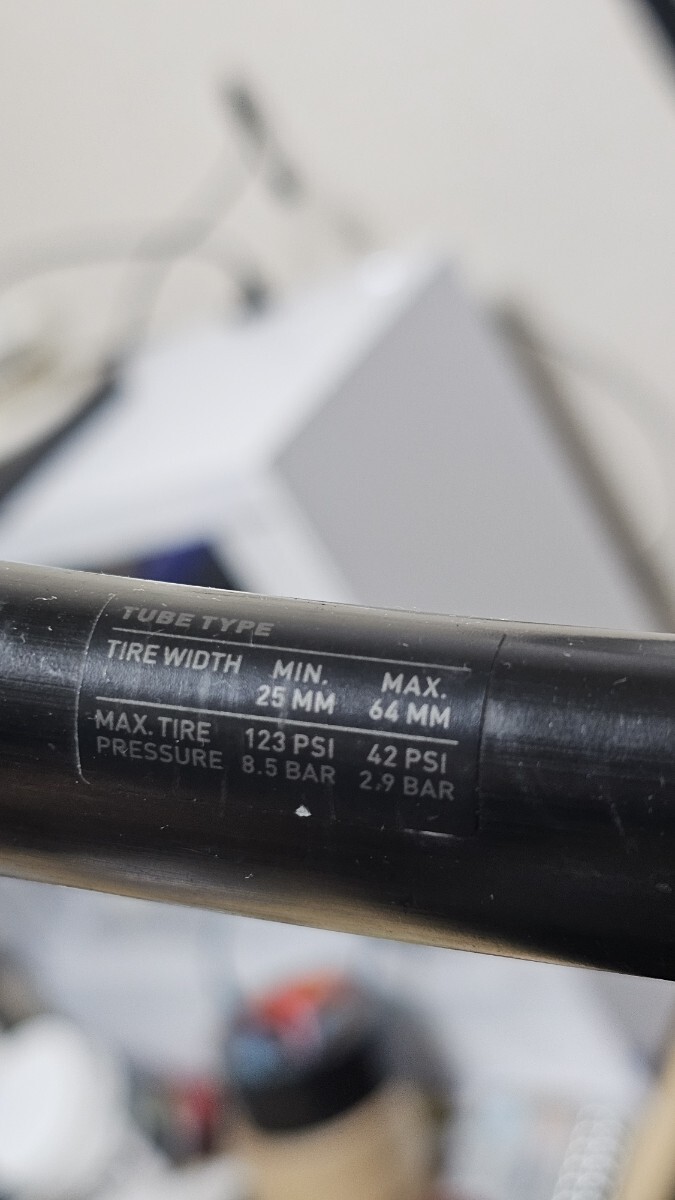 TUBE TYPE
TIRE WIDTH MIN. MAX.
25 MM 64 MM
MAX. TIRE 123 PSI 42 PSI
PRESSURE 8.5 BAR 2.9 BAR